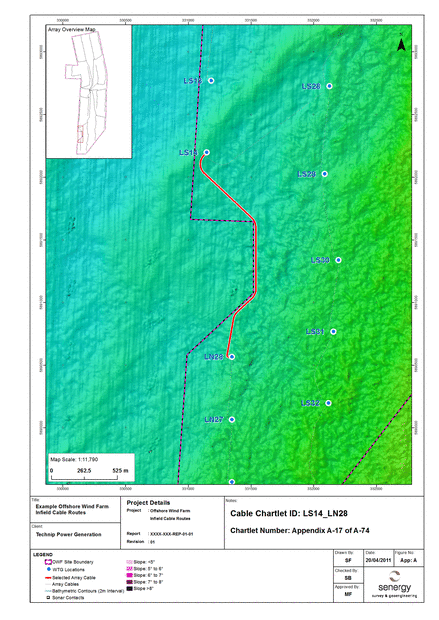 Array Overview Map
N
LS28
LS14
LS29
LS30
LS31
LN28
LS32
LN27
Map Scale: 1:11,790
0 262.5 525 m
Title:
Example Offshore Wind Farm
Infield Cable Routes
Client:
Technip Power Generation
Project Details
Project : Offshore Wind Farm
Infield Cable Routes
Report : XXXX-XXX-REP-01-01
Revision : 01
Notes:
Cable Chartlet ID: LS14_LN28
Chartlet Number: Appendix A-17 of A-74
LEGEND
OWF Site Boundary
WTG Locations
Selected Array Cable
Array Cables
Bathymetric Contours (2m Interval)
Sonar Contacts
Slope: <5°
Slope: 5° to 6°
Slope: 6° to 7°
Slope: 7° to 8°
Slope: >8°
Drawn By:
SF
Date:
20/04/2011
Figure No:
App: A
Checked By:
SB
Approved By:
MF
senergy
survey & geoengineering